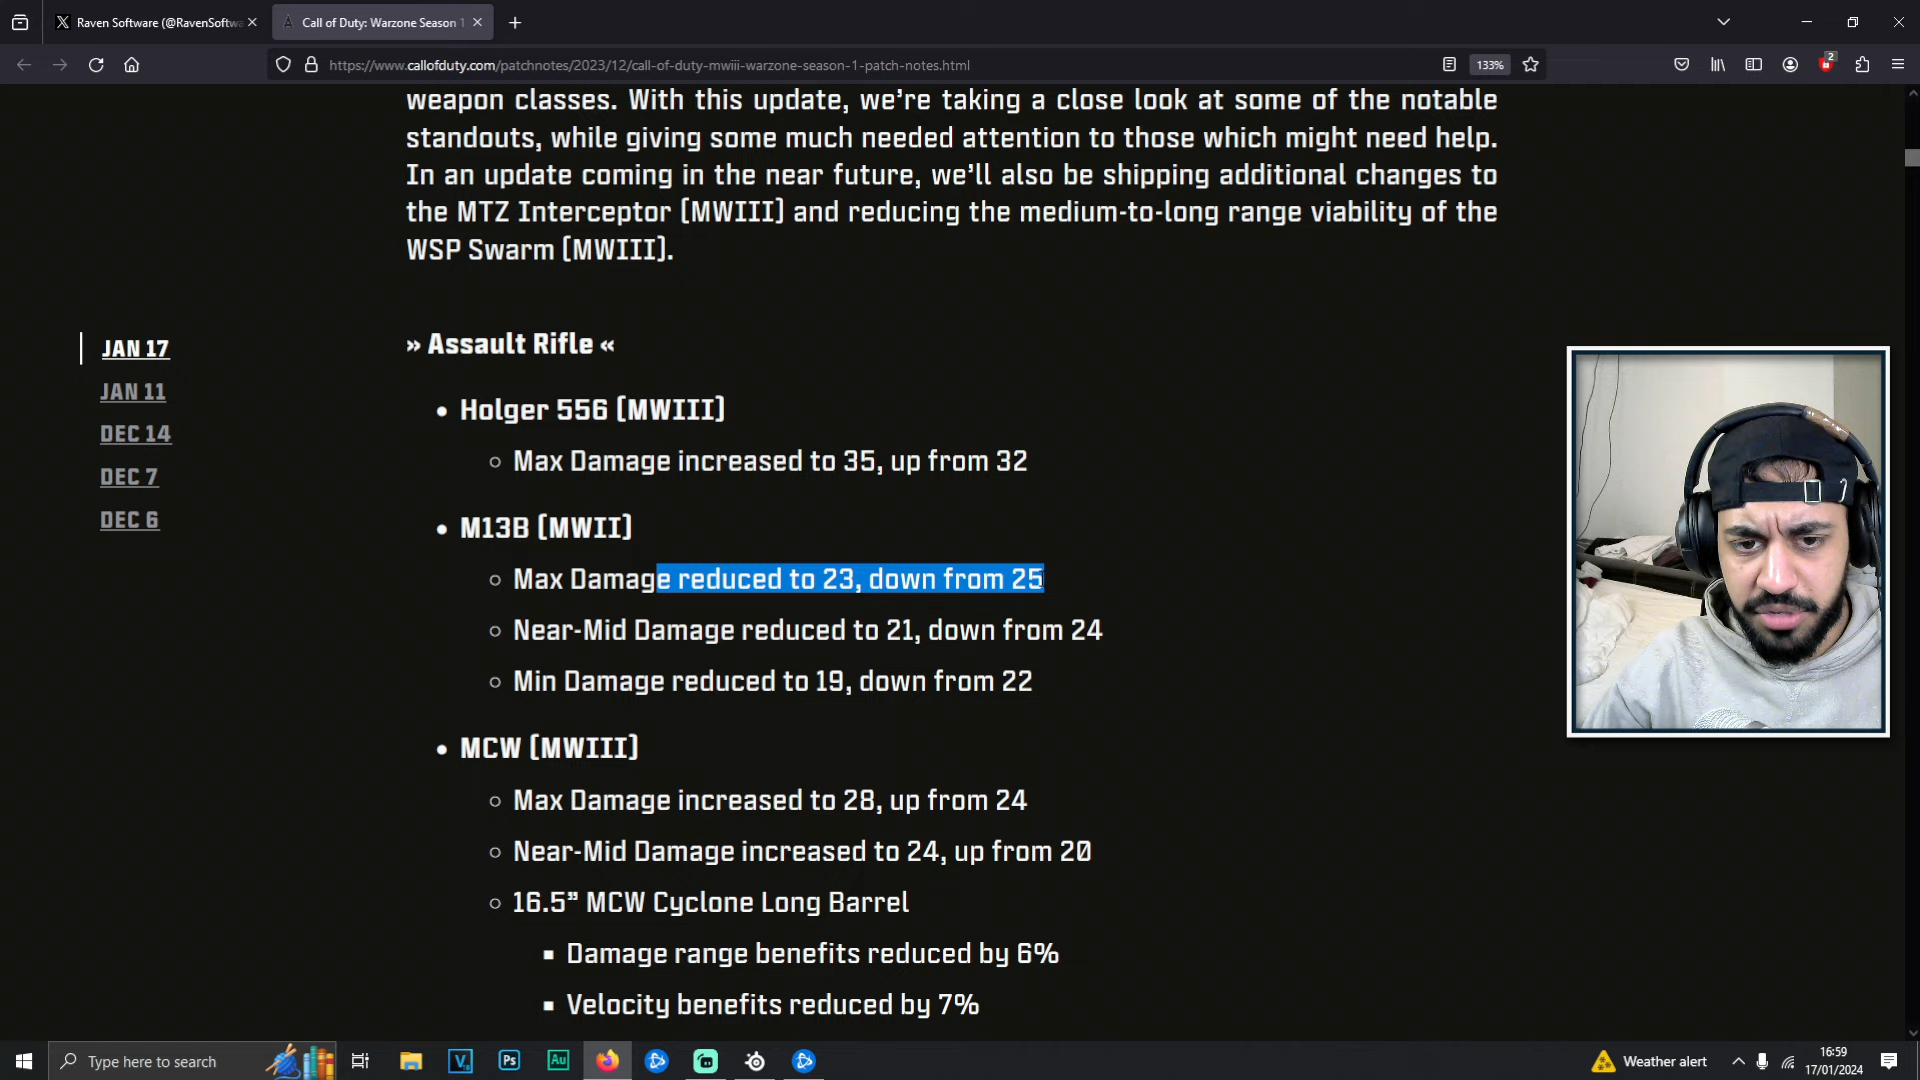 Raven Software (@RavenSoftwa
Call of Duty: Warzone Season 1
https://www.callofduty.com/patchnotes/2023/12/call-of-duty-mwiii-warzone-season-1-patch-notes.html
133%
2
weapon classes. With this update, we're taking a close look at some of the notable
standouts, while giving some much needed attention to those which might need help.
In an update coming in the near future, we'll also be shipping additional changes to
the MTZ Interceptor (MWIII) and reducing the medium-to-long range viability of the
WSP Swarm (MWIII).
JAN 17
JAN 11
DEC 14
DEC 7
DEC 6
» Assault Rifle «
• Holger 556 (MWIII)
○ Max Damage increased to 35, up from 32
• M13B (MWII)
○ Max Damage reduced to 23, down from 25
○ Near-Mid Damage reduced to 21, down from 24
○ Min Damage reduced to 19, down from 22
• MCW (MWIII)
○ Max Damage increased to 28, up from 24
○ Near-Mid Damage increased to 24, up from 20
○ 16.5” MCW Cyclone Long Barrel
▪ Damage range benefits reduced by 6%
▪ Velocity benefits reduced by 7%
Type here to search
V
Ps
Au
Weather alert
16:59
17/01/2024